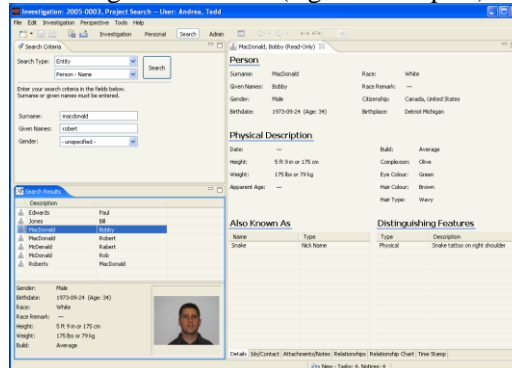 Investigation: 2005-0003, Project Search -- User: Andrea, Todd
File Edit Investigation Perspective Tools Help
Investigation Personal Search Admin
Search Criteria
Search Type: Entity
Person - Name
Search
Enter your search criteria in the fields below.
Surname or given names must be entered.
Surname: macdonald
Given Names: robert
Gender: - unspecified -
Search Results
Description
Edwards Paul
Jones Bill
MacDonald Bobby
MacDonald Robert
McDonald Robert
McDonald Rob
Roberts MacDonald
Gender: Male
Birthdate: 1973-09-24 (Age: 34)
Race: White
Race Remark: ---
Height: 5 ft 9 in or 175 cm
Weight: 175 lbs or 79 kg
Build: Average
MacDonald, Bobby (Read-Only)
Person
Surname: MacDonald Race: White
Given Names: Bobby Race Remark: ---
Gender: Male Citizenship: Canada, United States
Birthdate: 1973-09-24 (Age: 34) Birthplace: Detriot Michigan
Physical Description
Date: --- Build: Average
Height: 5 ft 9 in or 175 cm Complexion: Olive
Weight: 175 lbs or 79 kg Eye Colour: Green
Apparent Age: --- Hair Colour: Brown
Hair Type: Wavy
Also Known As Distinguishing Features
Name Type Type Description
Snake Nick Name Physical Snake tattoo on right shoulder
Details Ids/Contact Attachments/Notes Relationships Relationship Chart Time Stamp
New - Tasks: 4, Notices: 4